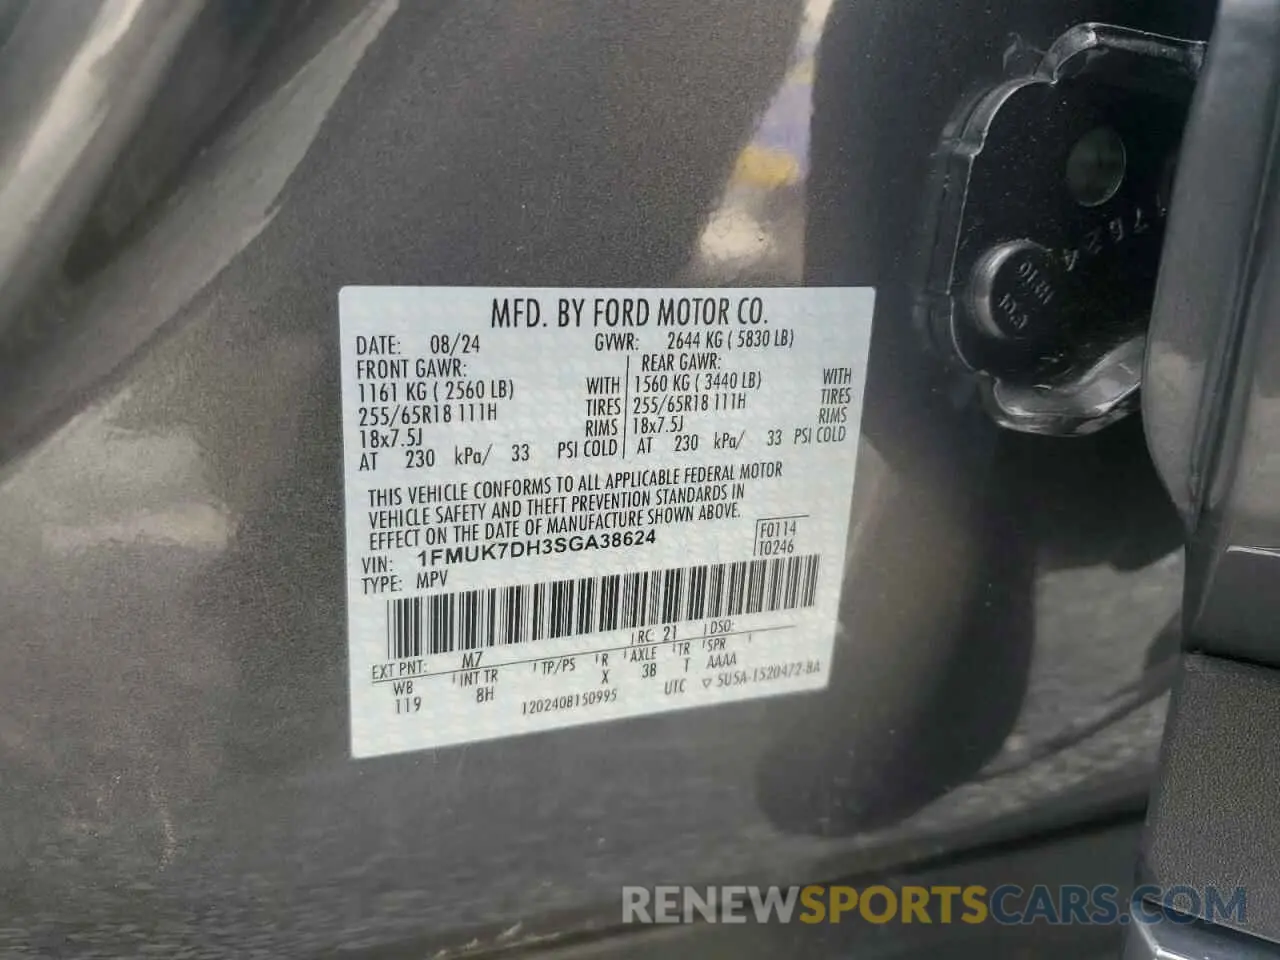 MFD. BY FORD MOTOR CO.
DATE: 08/24 GVWR: 2644 KG ( 5830 LB)
FRONT GAWR: REAR GAWR:
1161 KG ( 2560 LB) WITH 1560 KG ( 3440 LB) WITH
255/65R18 111H TIRES 255/65R18 111H TIRES
18x7.5J RIMS 18x7.5J RIMS
AT 230 kPa/ 33 PSI COLD AT 230 kPa/ 33 PSI COLD
THIS VEHICLE CONFORMS TO ALL APPLICABLE FEDERAL MOTOR
VEHICLE SAFETY AND THEFT PREVENTION STANDARDS IN
EFFECT ON THE DATE OF MANUFACTURE SHOWN ABOVE.
VIN: 1FMUK7DH3SGA38624 F0114
TYPE: MPV T0246
EXT PNT: M7 RC: 21 DSO:
WB INT TR TP/PS R AXLE TR SPR
119 8H X 38 T AAAA
1202408150995 UTC ▽ 5U5A-1520472-BA
RENEWSPORTSCARS.COM